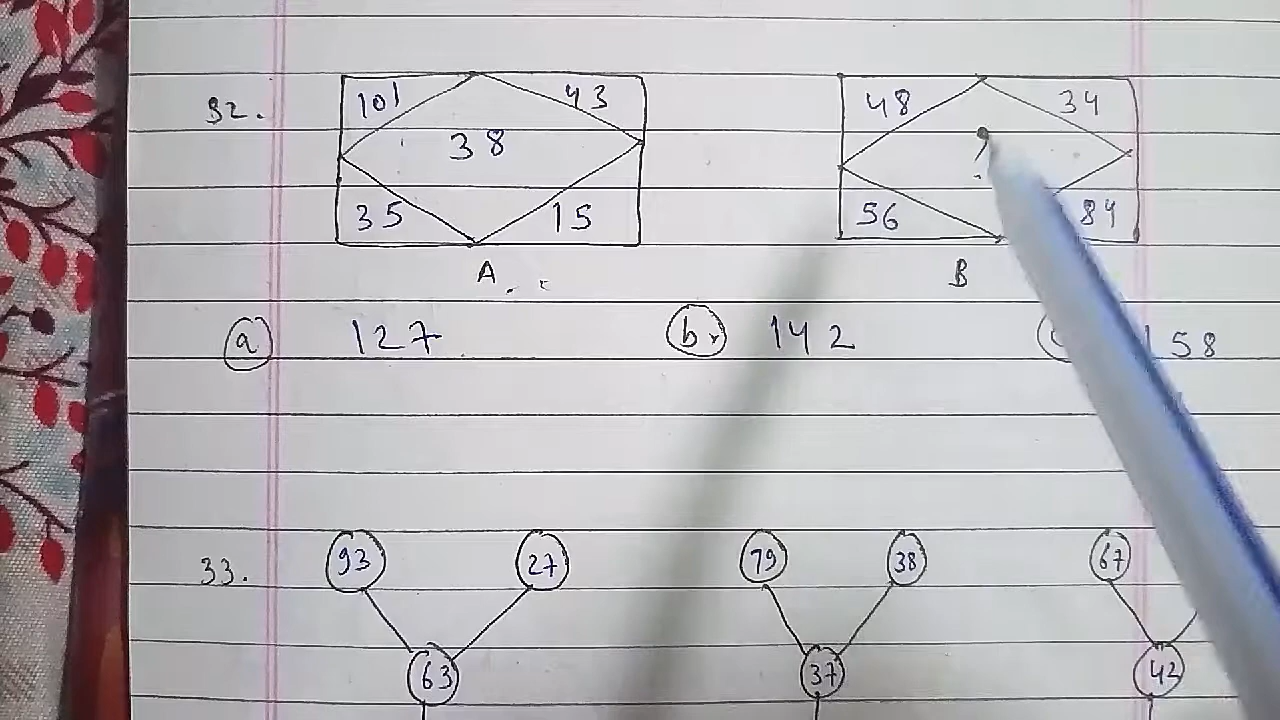 32. 101 43 48 34
38 ?
35 15 56 84
A B
(a) 127 (b) 142 158
33. 93 27 79 38 67
63 37 42